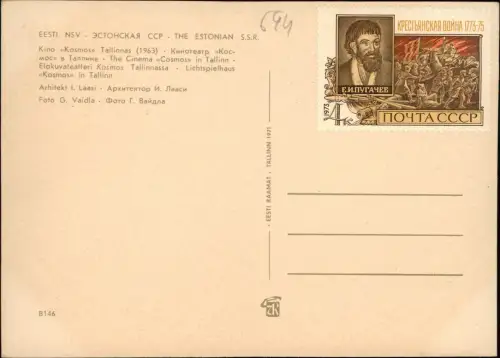 EESTI NSV - ЭСТОНСКАЯ ССР - THE ESTONIAN S.S.R.
Kino «Kosmos» Tallinnas (1963) - Кинотеатр «Кос-
мос» в Таллине - The Cinema «Cosmos» in Tallinn -
Elokuvateatteri Kosmos Tallinnassa - Lichtspielhaus
«Kosmos» in Tallinn
Arhitekt I. Laasi - Архитектор И. Лааси
Foto G. Vaidla - Фото Г. Вайдла
694
КРЕСТЬЯНСКАЯ ВОЙНА 1773-75
Е.И.ПУГАЧЕВ
1973
4К
ПОЧТА СССР
- EESTI RAAMAT - TALLINN 1971
B146